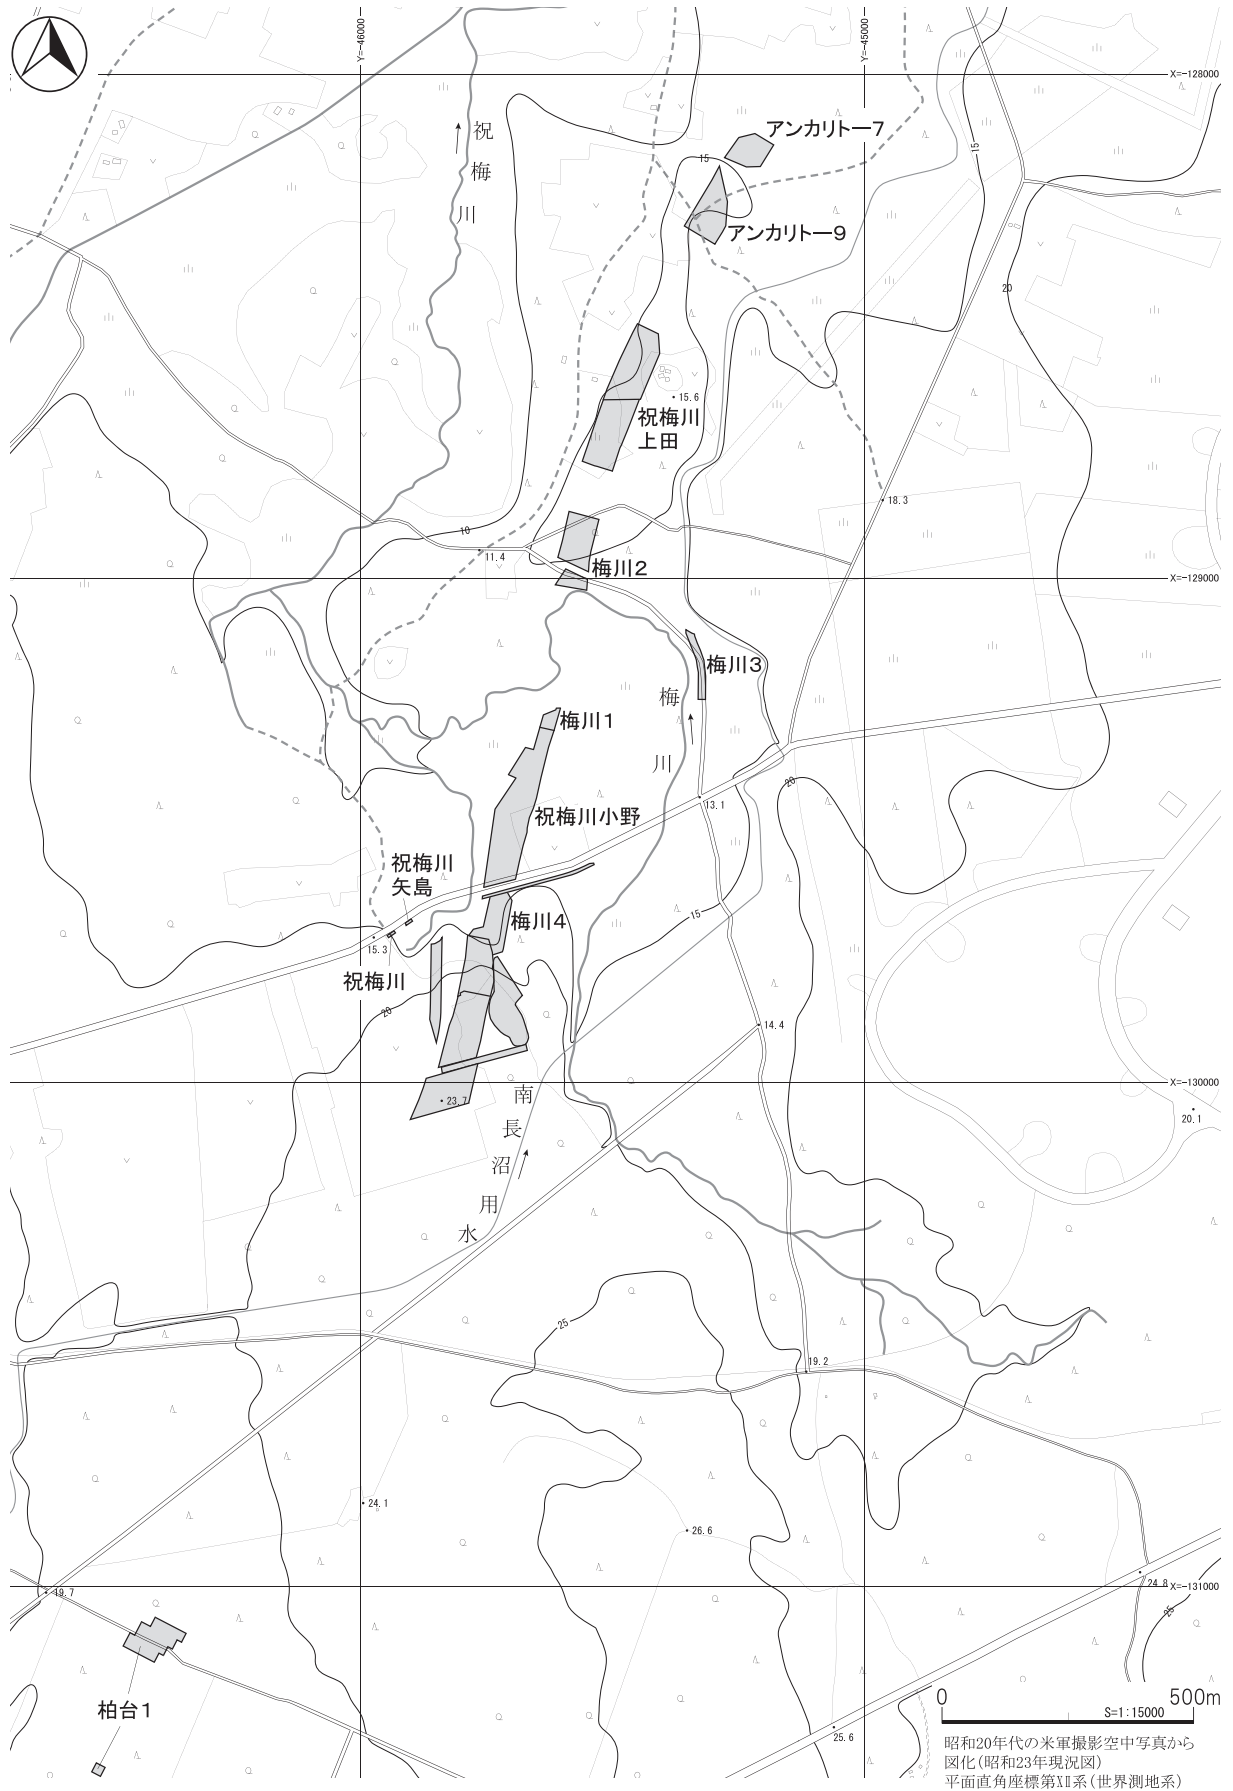 Y=-46000
Y=-45000
X=-128000
祝梅川
アンカリトー7
15
15
アンカリトー9
20
15.6
祝梅川
上田
18.3
10
11.4
梅川2
X=-129000
梅川3
梅川
梅川1
20
13.1
祝梅川小野
祝梅川
矢島
15
梅川4
15.3
祝梅川
20
14.4
X=-130000
23.7
20.1
南長沼用水
25
19.2
24.1
26.6
24.8
X=-131000
19.7
25
柏台1
0
500m
S=1:15000
25.6
昭和20年代の米軍撮影空中写真から
図化(昭和23年現況図)
平面直角座標第XⅡ系(世界測地系)